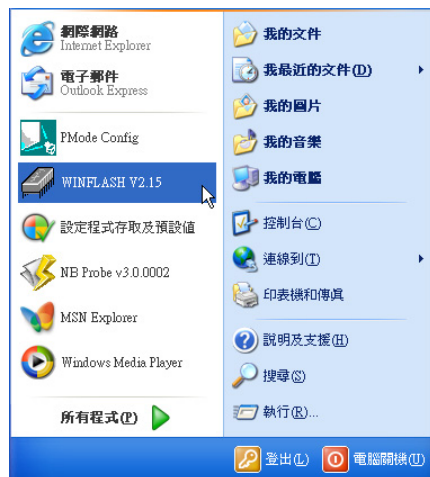 網際網路
Internet Explorer
電子郵件
Outlook Express
PMode Config
WINFLASH V2.15
設定程式存取及預設值
NB Probe v3.0.0002
MSN Explorer
Windows Media Player
所有程式(P)
我的文件
我最近的文件(D)
我的圖片
我的音樂
我的電腦
控制台(C)
連線到(T)
印表機和傳真
說明及支援(H)
搜尋(S)
執行(R)...
登出(L)
電腦關機(U)